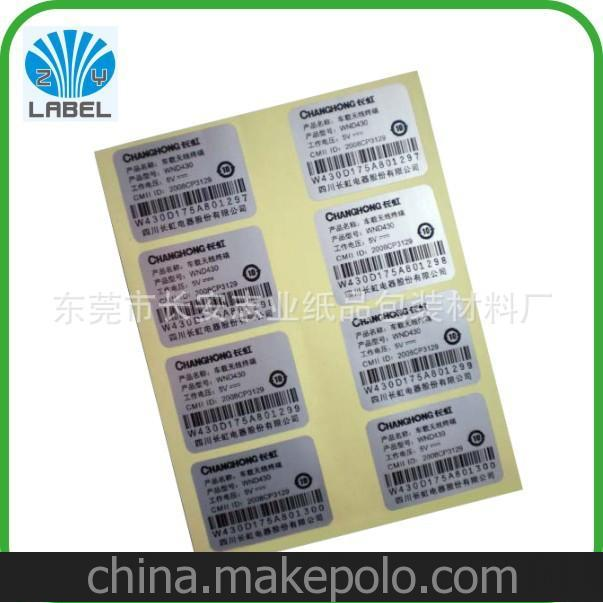 ZY
LABEL
CHANGHONG 长虹
产品名称：车载无线终端
产品型号：WND430
工作电压：5V
CMII ID：2008CP3129
10
W430D175A801297
四川长虹电器股份有限公司
CHANGHONG 长虹
产品名称：车载无线终端
产品型号：WND430
工作电压：5V
CMII ID：2008CP3129
10
W430D175A801297
四川长虹电器股份有限公司
CHANGHONG 长虹
产品名称：车载无线终端
产品型号：WND430
工作电压：5V
CMII ID：2008CP3129
10
W430D175A801298
四川长虹电器股份有限公司
CHANGHONG 长虹
产品名称：车载无线终端
产品型号：WND430
工作电压：5V
CMII ID：2008CP3129
10
W430D175A801298
四川长虹电器股份有限公司
东莞市长安志业纸品包装材料厂
CHANGHONG 长虹
产品名称：车载无线终端
产品型号：WND430
工作电压：5V
CMII ID：2008CP3129
10
W430D175A801299
四川长虹电器股份有限公司
CHANGHONG 长虹
产品名称：车载无线终端
产品型号：WND430
工作电压：5V
CMII ID：2008CP3129
10
W430D175A801299
四川长虹电器股份有限公司
CHANGHONG 长虹
产品名称：车载无线终端
产品型号：WND430
工作电压：5V
CMII ID：2008CP3129
10
W430D175A801300
四川长虹电器股份有限公司
CHANGHONG 长虹
产品名称：车载无线终端
产品型号：WND430
工作电压：5V
CMII ID：2008CP3129
10
W430D175A801300
四川长虹电器股份有限公司
china.makepolo.com